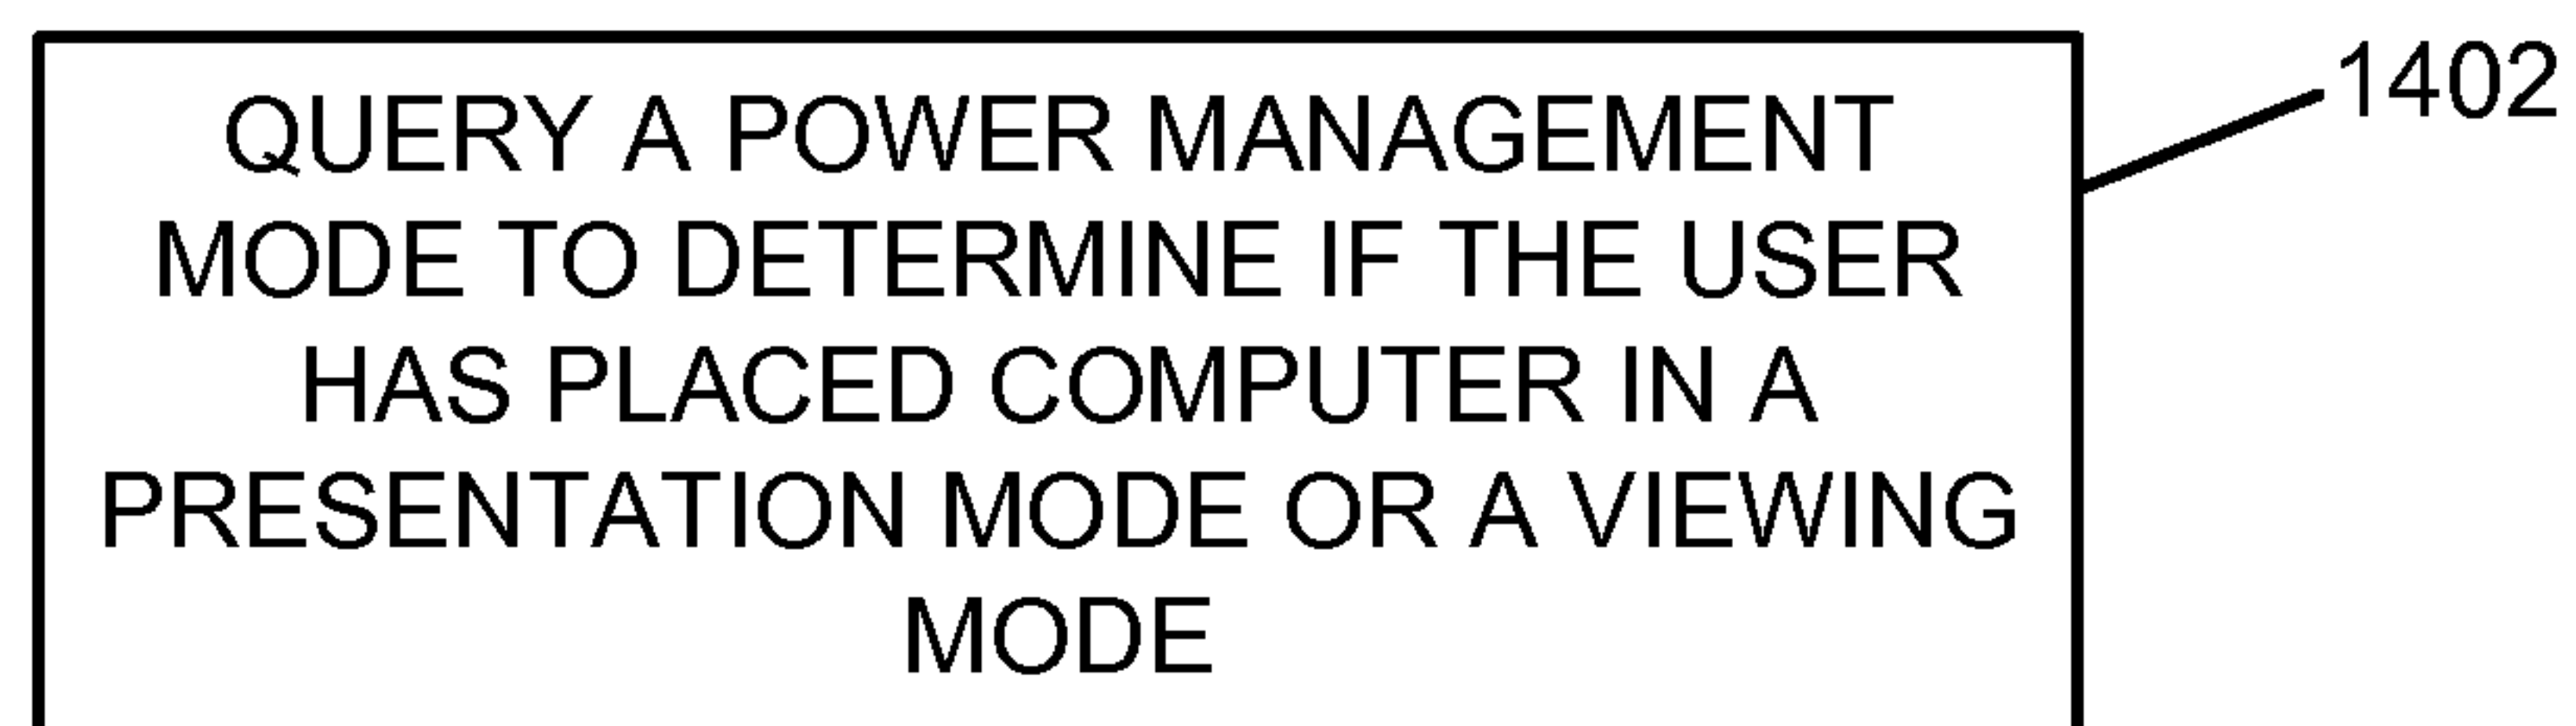 QUERY A POWER MANAGEMENT
MODE TO DETERMINE IF THE USER
HAS PLACED COMPUTER IN A
PRESENTATION MODE OR A VIEWING
MODE
1402